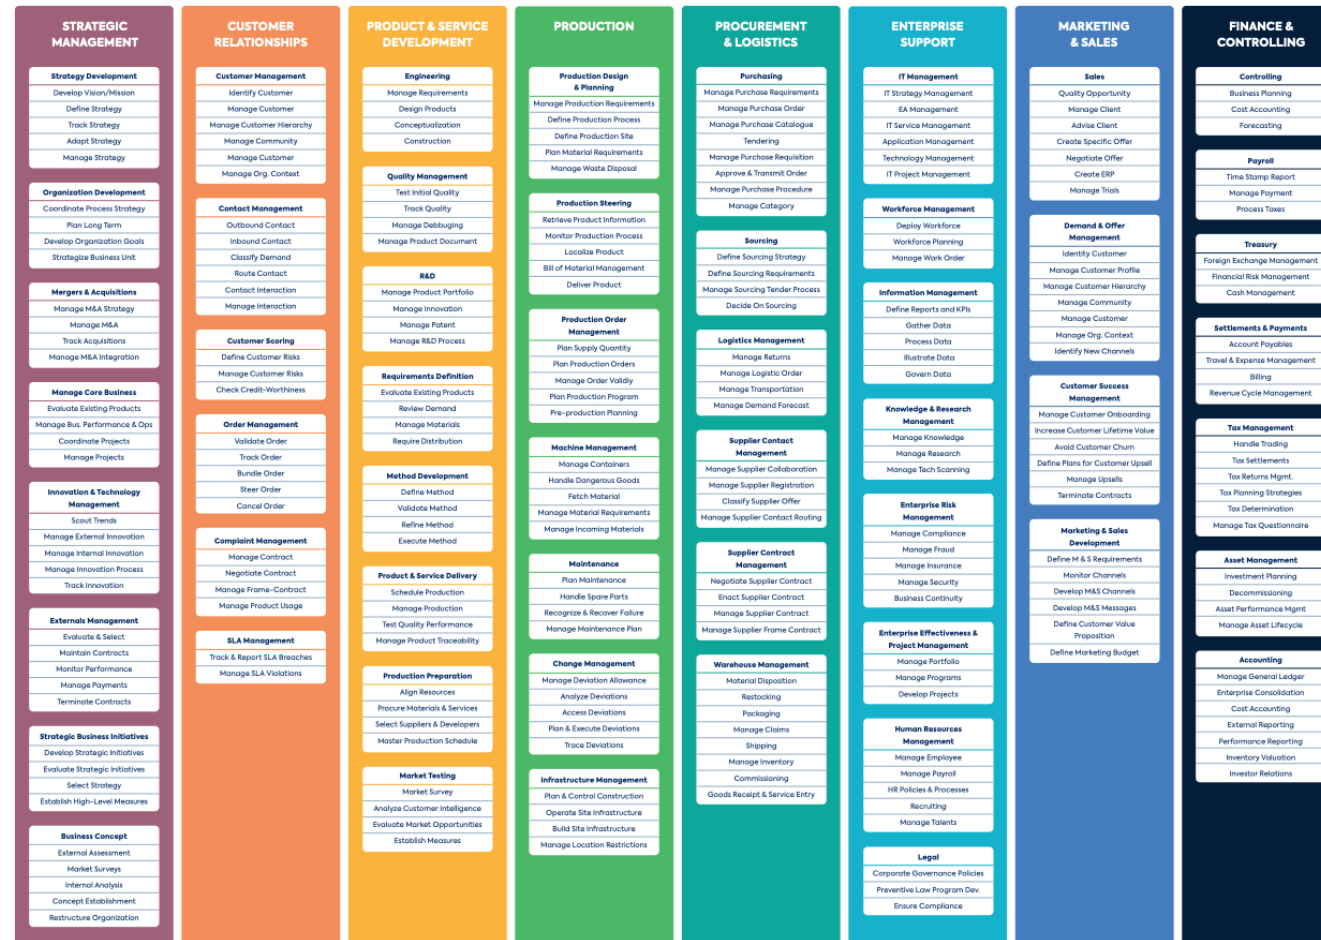 STRATEGIC
MANAGEMENT
Strategy Development
Develop Vision/Mission
Define Strategy
Track Strategy
Adapt Strategy
Manage Strategy
Organization Development
Coordinate Process Strategy
Plan Long Term
Develop Organization Goals
Strategize Business Unit
Mergers & Acquisitions
Manage M&A Strategy
Manage M&A
Track Acquisitions
Manage M&A Integration
Manage Core Business
Evaluate Existing Products
Manage Bus. Performance & Ops
Coordinate Projects
Manage Projects
Innovation & Technology
Management
Scout Trends
Manage External Innovation
Manage Internal Innovation
Manage Innovation Process
Track Innovation
Externals Management
Evaluate & Select
Maintain Contracts
Monitor Performance
Manage Payments
Terminate Contracts
Strategic Business Initiatives
Develop Strategic Initiatives
Evaluate Strategic Initiatives
Select Strategy
Establish High-Level Measures
Business Concept
External Assessment
Market Surveys
Internal Analysis
Concept Establishment
Restructure Organization
CUSTOMER
RELATIONSHIPS
Customer Management
Identify Customer
Manage Customer
Manage Customer Hierarchy
Manage Community
Manage Customer
Manage Org. Context
Contact Management
Outbound Contact
Inbound Contact
Classify Demand
Route Contact
Contact Interaction
Manage Interaction
Customer Scoring
Define Customer Risks
Manage Customer Risks
Check Credit-Worthiness
Order Management
Validate Order
Track Order
Bundle Order
Steer Order
Cancel Order
Complaint Management
Manage Contract
Negotiate Contract
Manage Frame-Contract
Manage Product Usage
SLA Management
Track & Report SLA Breaches
Manage SLA Violations
PRODUCT & SERVICE
DEVELOPMENT
Engineering
Manage Requirements
Design Products
Conceptualization
Construction
Quality Management
Test Initial Quality
Track Quality
Manage Debbuging
Manage Product Document
R&D
Manage Product Portfolio
Manage Innovation
Manage Patent
Manage R&D Process
Requirements Definition
Evaluate Existing Products
Review Demand
Manage Materials
Require Distribution
Method Development
Define Method
Validate Method
Refine Method
Execute Method
Product & Service Delivery
Schedule Production
Manage Production
Test Quality Performance
Manage Product Traceability
Production Preparation
Align Resources
Procure Materials & Services
Select Suppliers & Developers
Master Production Schedule
Market Testing
Market Survey
Analyze Customer Intelligence
Evaluate Market Opportunities
Establish Measures
PRODUCTION
Production Design
& Planning
Manage Production Requirements
Define Production Process
Define Production Site
Plan Material Requirements
Manage Waste Disposal
Production Steering
Retrieve Product Information
Monitor Production Process
Localize Product
Bill of Material Management
Deliver Product
Production Order
Management
Plan Supply Quantity
Plan Production Orders
Manage Order Validly
Plan Production Program
Pre-production Planning
Machine Management
Manage Containers
Handle Dangerous Goods
Fetch Material
Manage Material Requirements
Manage Incoming Materials
Maintenance
Plan Maintenance
Handle Spare Parts
Recognize & Recover Failure
Manage Maintenance Plan
Change Management
Manage Deviation Allowance
Analyze Deviations
Access Deviations
Plan & Execute Deviations
Trace Deviations
Infrastructure Management
Plan & Control Construction
Operate Site Infrastructure
Build Site Infrastructure
Manage Location Restrictions
PROCUREMENT
& LOGISTICS
Purchasing
Manage Purchase Requirements
Manage Purchase Order
Manage Purchase Catalogue
Tendering
Manage Purchase Requisition
Approve & Transmit Order
Manage Purchase Procedure
Manage Category
Sourcing
Define Sourcing Strategy
Define Sourcing Requirements
Manage Sourcing Tender Process
Decide On Sourcing
Logistics Management
Manage Returns
Manage Logistic Order
Manage Transportation
Manage Demand Forecast
Supplier Contact
Management
Manage Supplier Collaboration
Manage Supplier Registration
Classify Supplier Offer
Manage Supplier Contact Routing
Supplier Contract
Management
Negotiate Supplier Contract
Enact Supplier Contract
Manage Supplier Contract
Manage Supplier Frame Contract
Warehouse Management
Material Disposition
Restocking
Packaging
Manage Claims
Shipping
Manage Inventory
Commissioning
Goods Receipt & Service Entry
ENTERPRISE
SUPPORT
IT Management
IT Strategy Management
EA Management
IT Service Management
Application Management
Technology Management
IT Project Management
Workforce Management
Deploy Workforce
Workforce Planning
Manage Work Order
Information Management
Define Reports and KPIs
Gather Data
Process Data
Illustrate Data
Govern Data
Knowledge & Research
Management
Manage Knowledge
Manage Research
Manage Tech Scanning
Enterprise Risk
Management
Manage Compliance
Manage Fraud
Manage Insurance
Manage Security
Business Continuity
Enterprise Effectiveness &
Project Management
Manage Portfolio
Manage Programs
Develop Projects
Human Resources
Management
Manage Employee
Manage Payroll
HR Policies & Processes
Recruiting
Manage Talents
Legal
Corporate Governance Policies
Preventive Law Program Dev.
Ensure Compliance
MARKETING
& SALES
Sales
Quality Opportunity
Manage Client
Advise Client
Create Specific Offer
Negotiate Offer
Create ERP
Manage Trials
Demand & Offer
Management
Identity Customer
Manage Customer Profile
Manage Customer Hierarchy
Manage Community
Manage Customer
Manage Org. Context
Identify New Channels
Customer Success
Management
Manage Customer Onboarding
Increase Customer Lifetime Value
Avoid Customer Churn
Define Plans for Customer Upsell
Manage Upsells
Terminate Contracts
Marketing & Sales
Development
Define M & S Requirements
Monitor Channels
Develop M&S Channels
Develop M&S Messages
Define Customer Value
Proposition
Define Marketing Budget
FINANCE &
CONTROLLING
Controlling
Business Planning
Cost Accounting
Forecasting
Payroll
Time Stamp Report
Manage Payment
Process Taxes
Treasury
Foreign Exchange Management
Financial Risk Management
Cash Management
Settlements & Payments
Account Payables
Travel & Expense Management
Billing
Revenue Cycle Management
Tax Management
Handle Trading
Tax Settlements
Tax Returns Mgmt.
Tax Planning Strategies
Tax Determination
Manage Tax Questionnaire
Asset Management
Investment Planning
Decommissioning
Asset Performance Mgmt
Manage Asset Lifecycle
Accounting
Manage General Ledger
Enterprise Consolidation
Cost Accounting
External Reporting
Performance Reporting
Inventory Valuation
Investor Relations